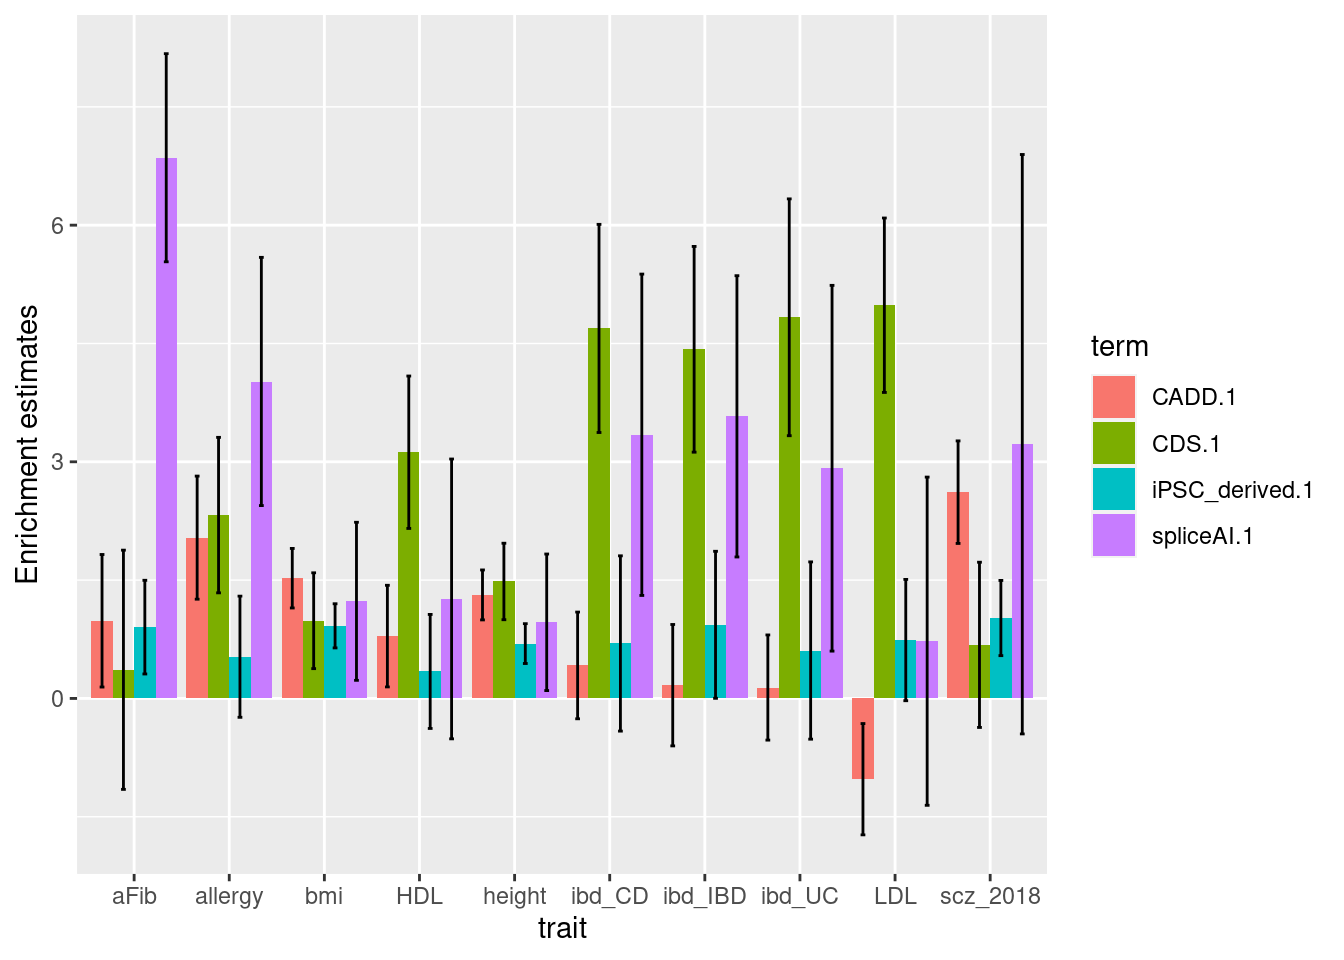 6
3
0
Enrichment estimates
aFib allergy bmi HDL height ibd_CD ibd_IBD ibd_UC LDL scz_2018
trait
term
CADD.1
CDS.1
iPSC_derived.1
spliceAI.1